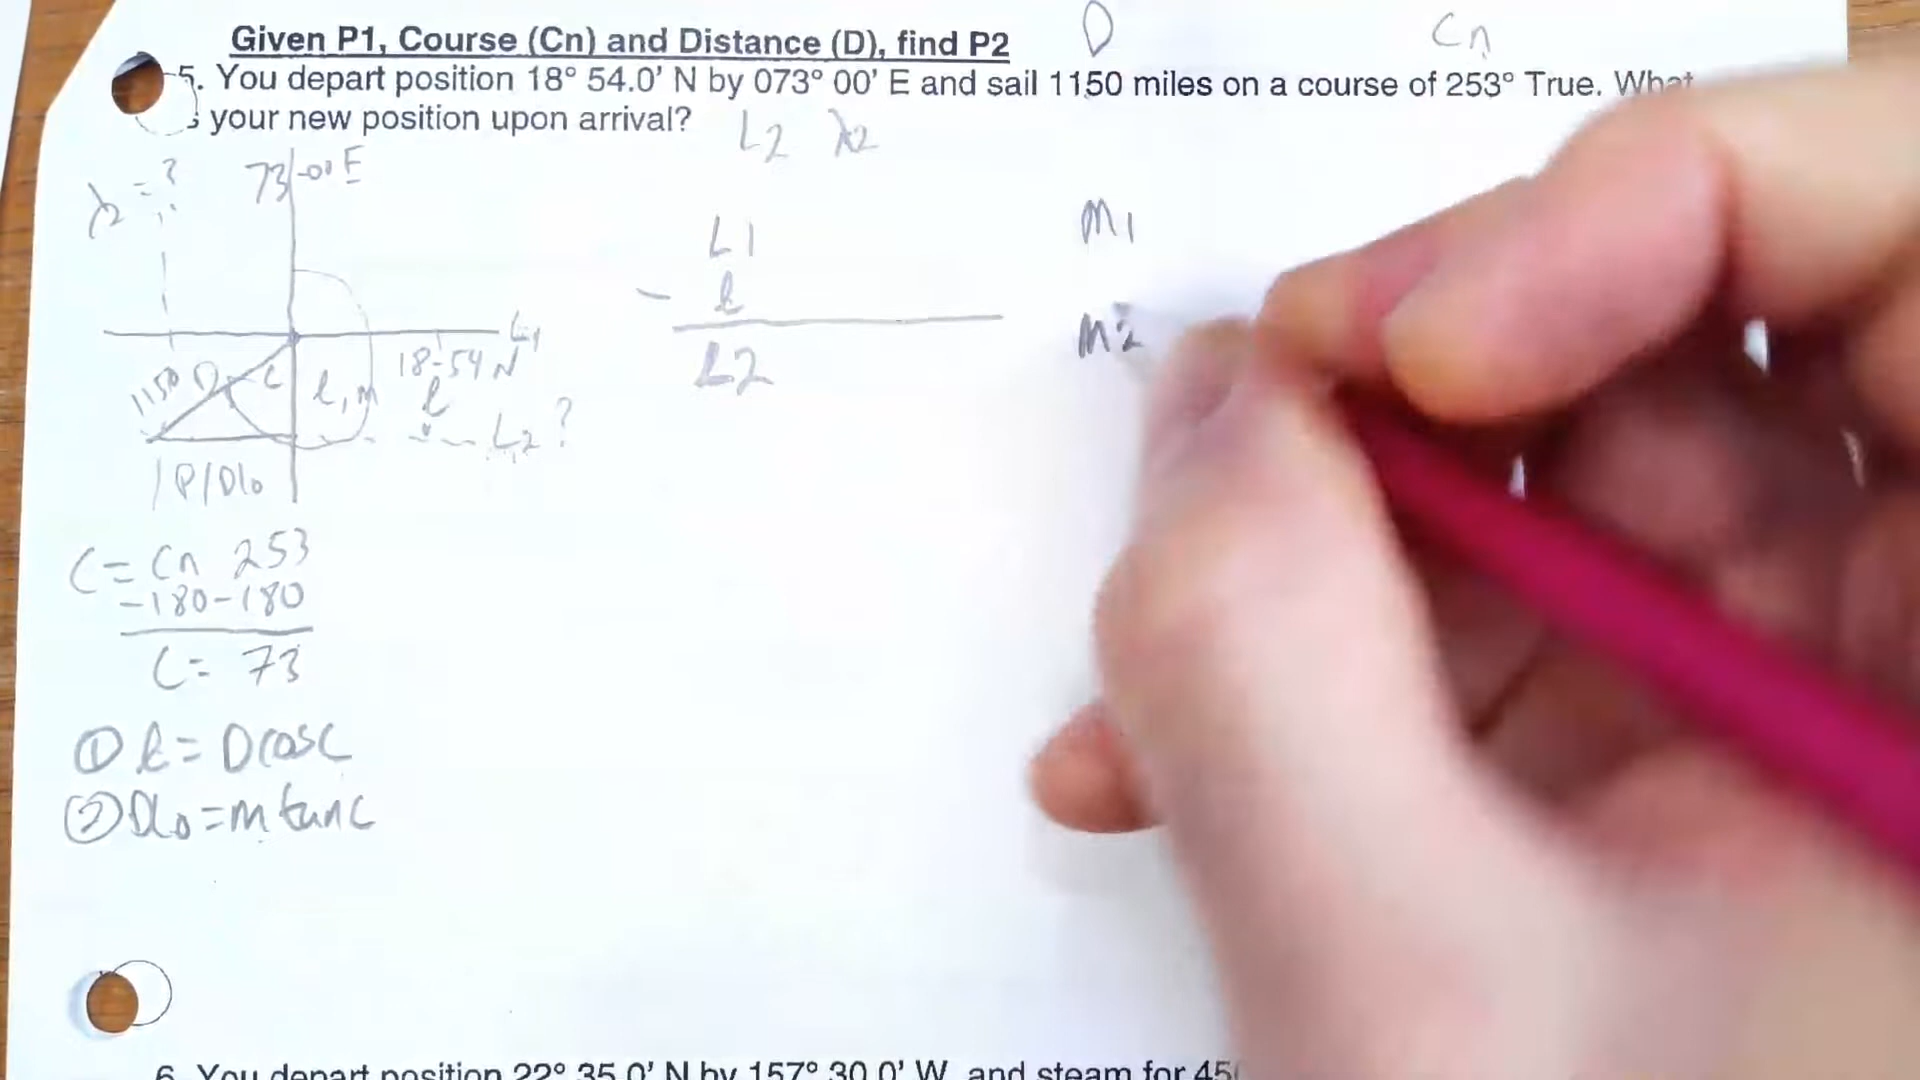 Given P1, Course (Cn) and Distance (D), find P2
D
Cn
5. You depart position 18° 54.0' N by 073° 00' E and sail 1150 miles on a course of 253° True. What
your new position upon arrival?
L2 λ2
λ2 = ?
73-00 E
L1
18-54 N
1150 D
C
l, m
l
L2 ?
P/Dlo
C = Cn 253
-180 -180
C = 73
① l = D cos C
② Dlo = m tan C
L1
- l
L2
M1
M2
6. You depart position 22° 35.0' N by 157° 30.0' W, and steam for 45